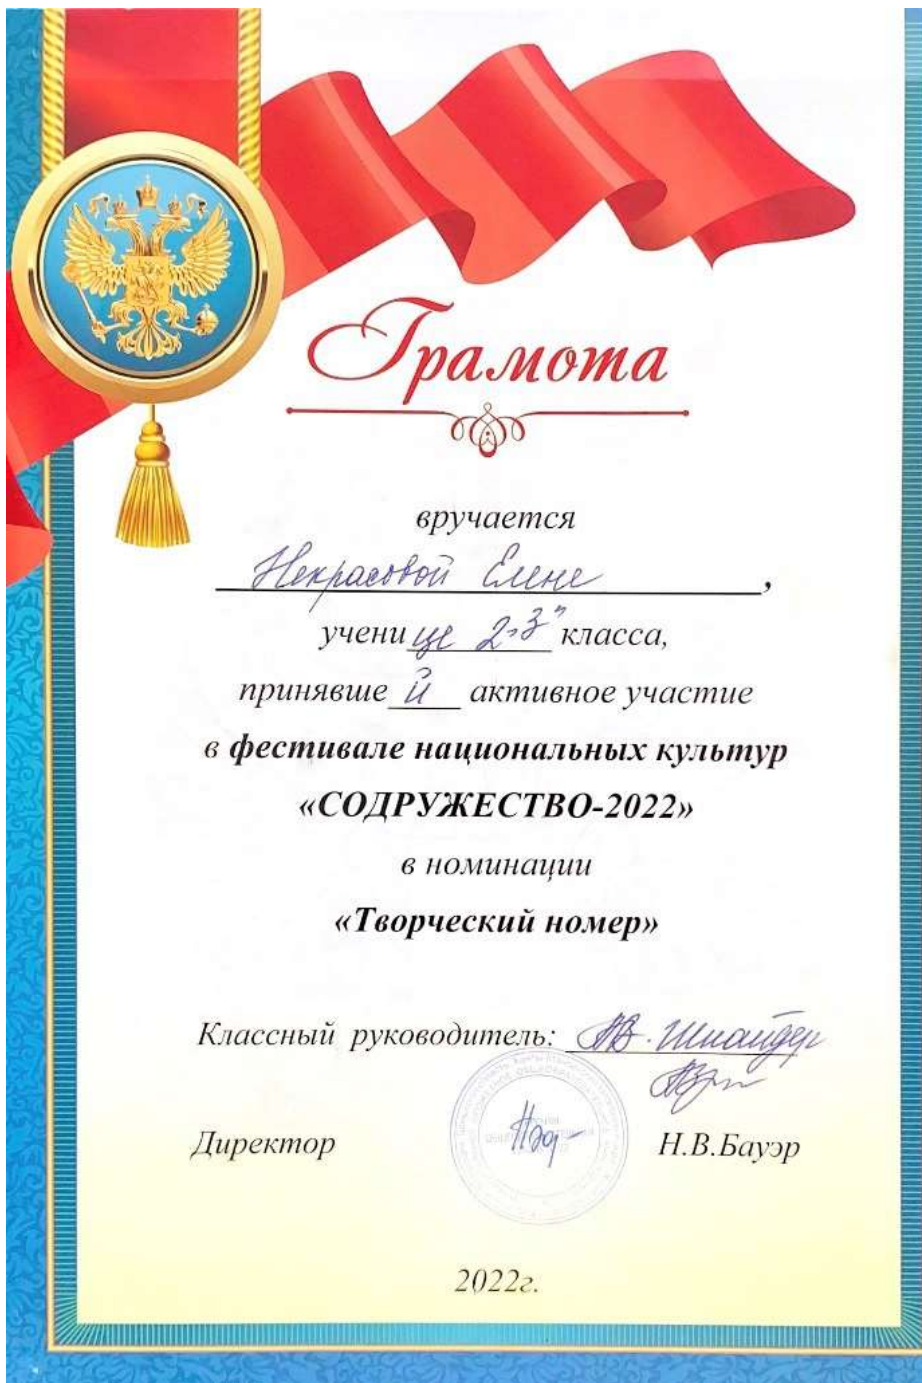 Грамота
вручается
Некрасовой Елене,
ученице 2 "З" класса,
принявшей активное участие
в фестивале национальных культур
«СОДРУЖЕСТВО-2022»
в номинации
«Творческий номер»
Классный руководитель: А.В. Шнайдер
Директор Н.В.Бауэр
2022г.